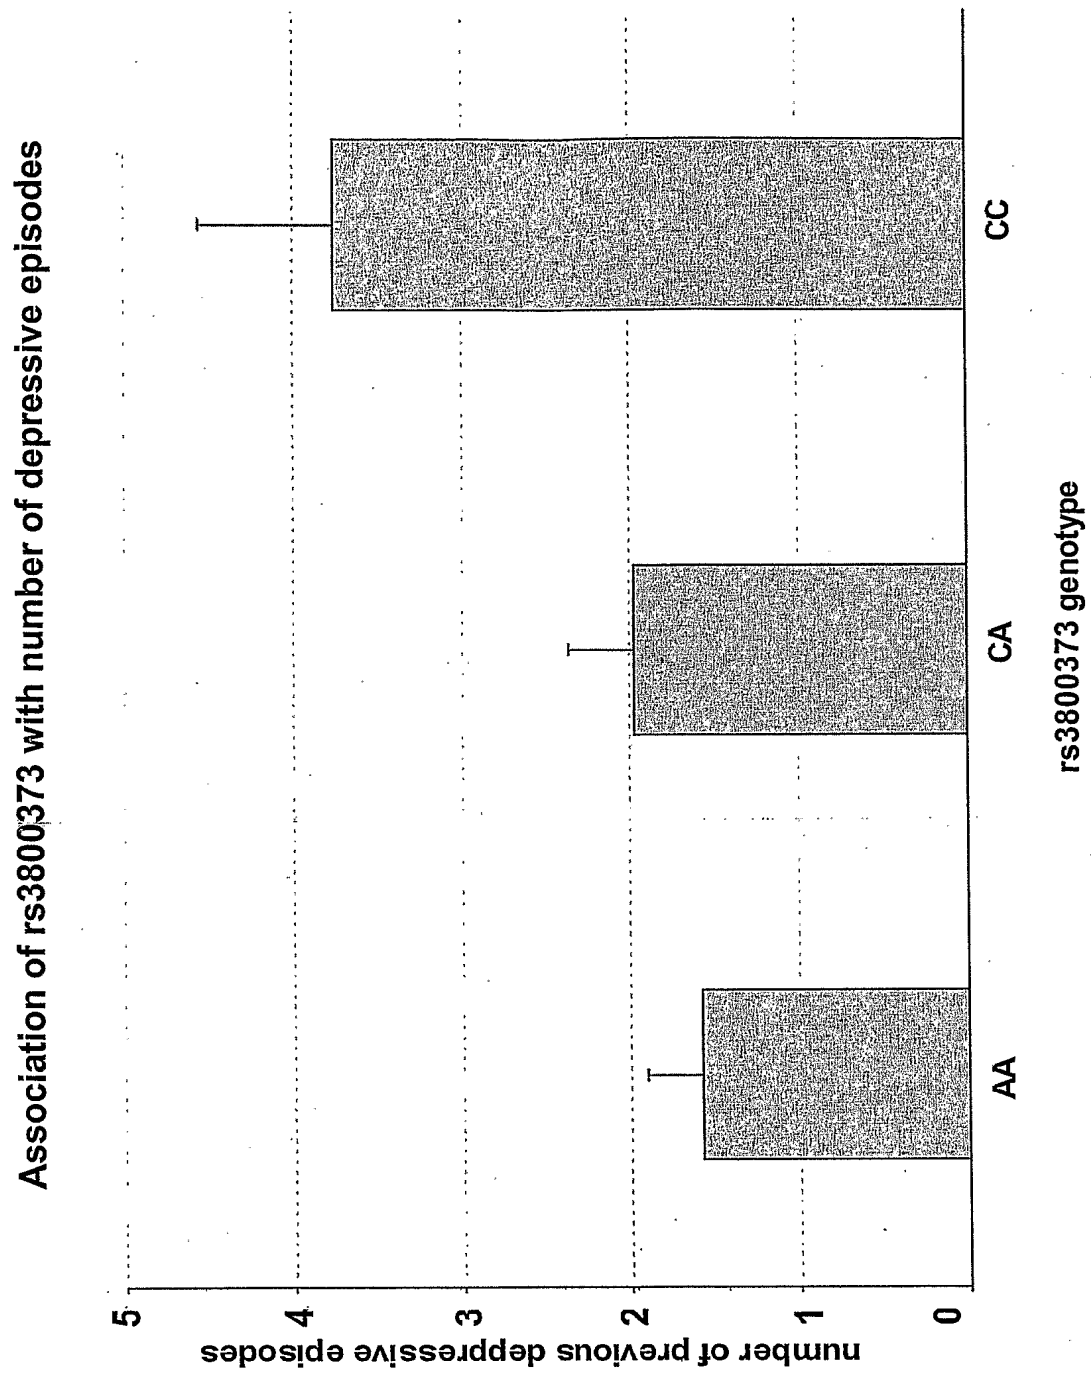 Association of rs3800373 with number of depressive episodes
number of previous deppressive episodes
5
4
3
2
1
0
AA
CA
CC
rs3800373 genotype